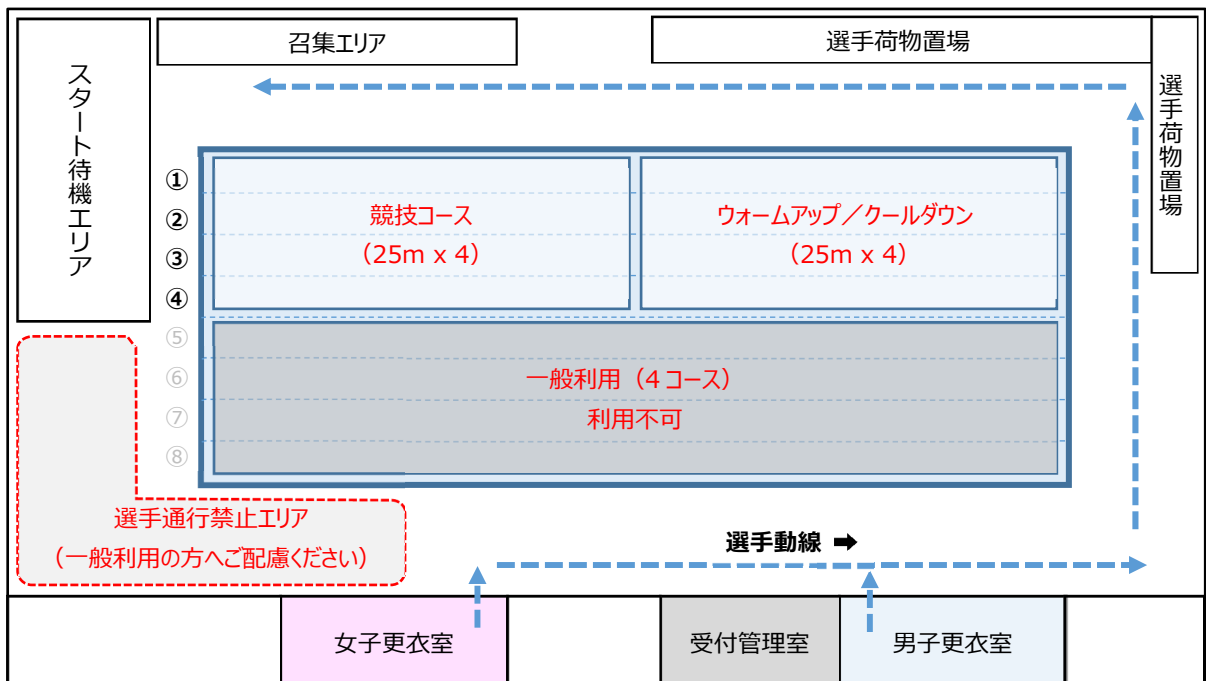 召集エリア
選手荷物置場
スタート待機エリア
選手荷物置場
①
②
③
④
⑤
⑥
⑦
⑧
競技コース
（25m x 4）
ウォームアップ／クールダウン
（25m x 4）
一般利用（4 コース）
利用不可
選手通行禁止エリア
（一般利用の方へご配慮ください）
選手動線 ➡
女子更衣室
受付管理室
男子更衣室